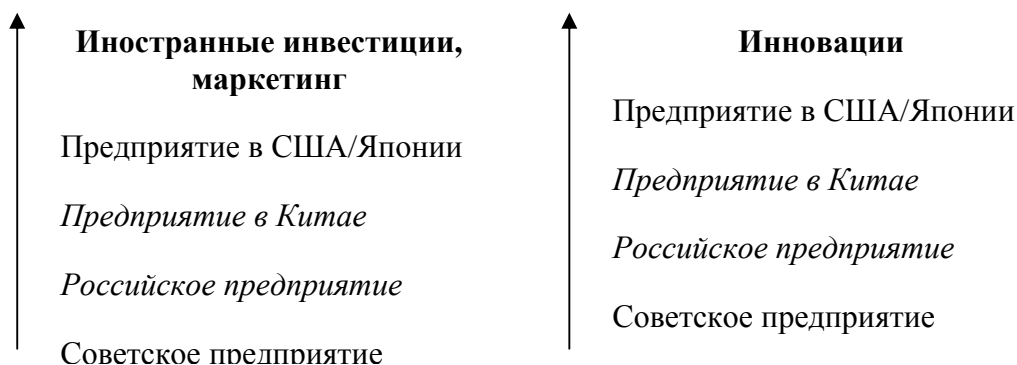 Иностранные инвестиции,
маркетинг
Предприятие в США/Японии
Предприятие в Китае
Российское предприятие
Советское предприятие
Инновации
Предприятие в США/Японии
Предприятие в Китае
Российское предприятие
Советское предприятие